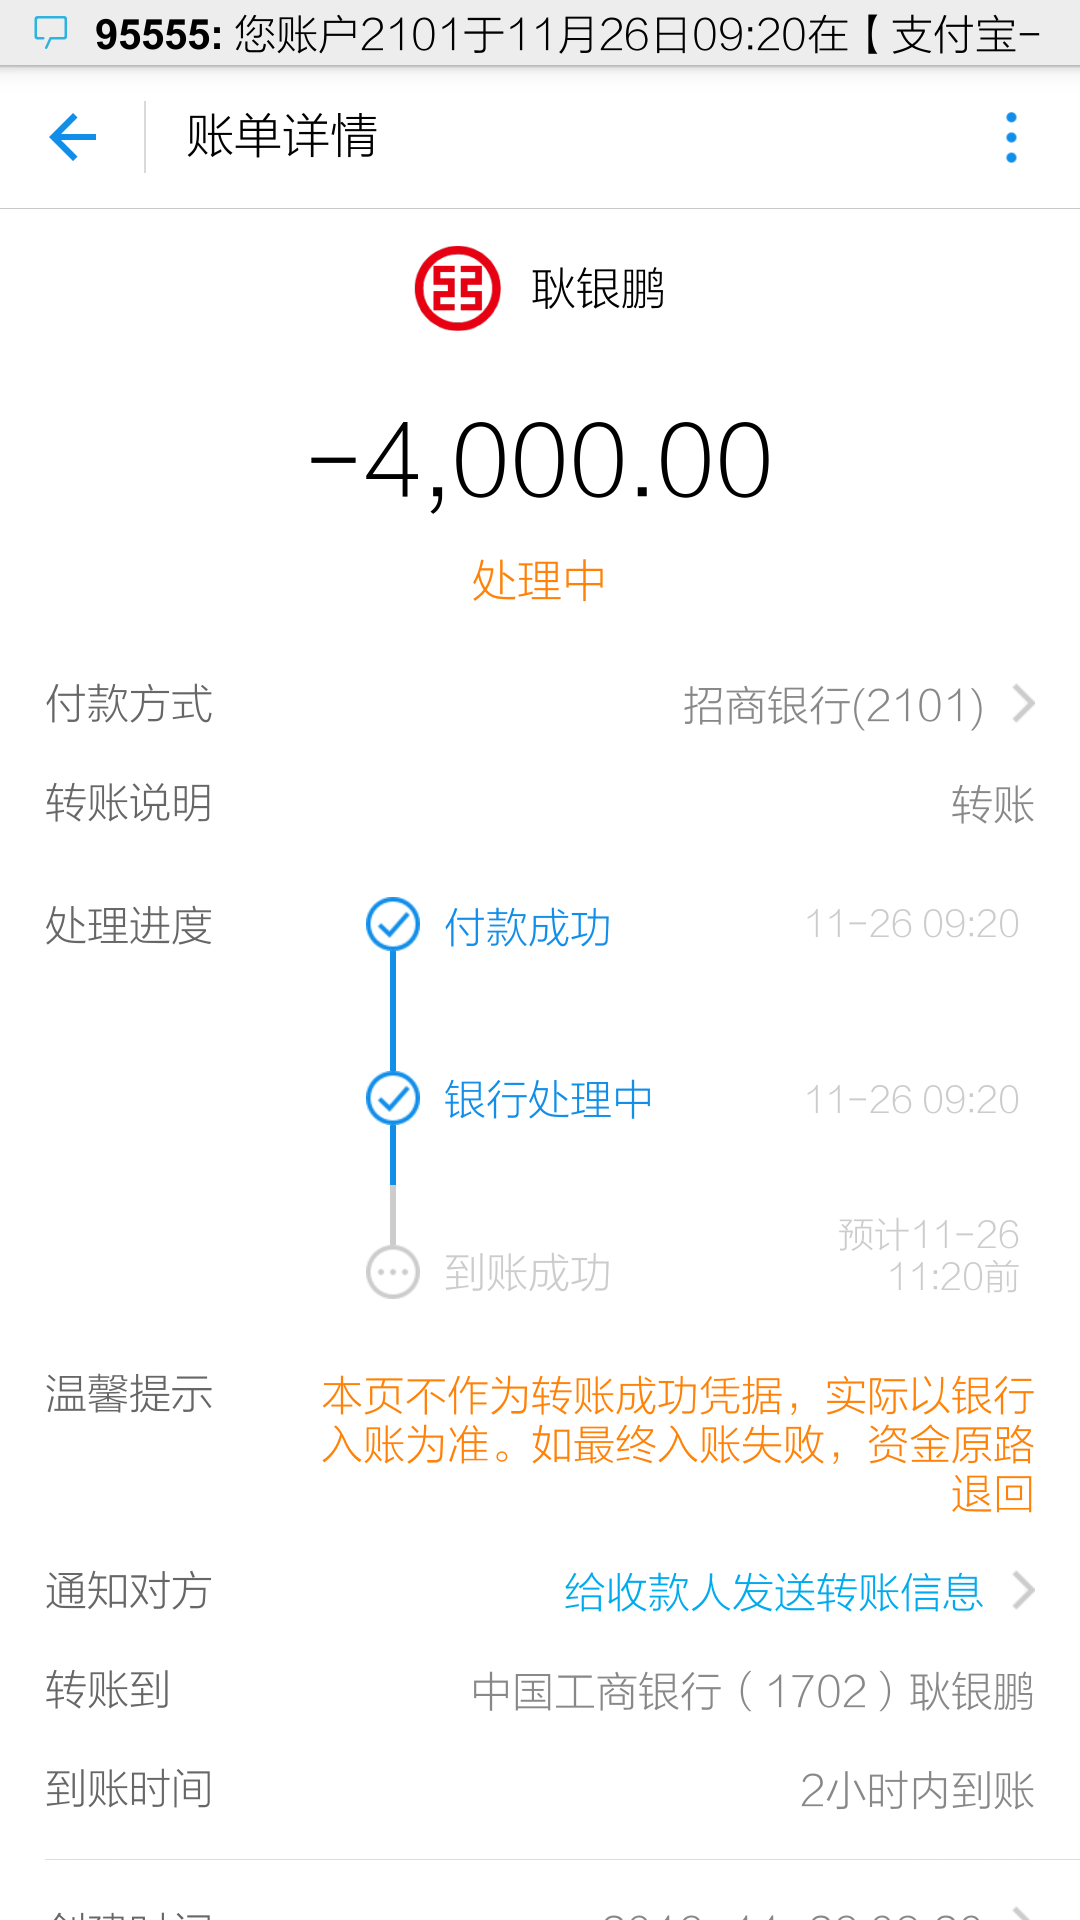 95555: 您账户2101于11月26日09:20在【支付宝-
账单详情
耿银鹏
-4,000.00
处理中
付款方式 招商银行(2101)
转账说明 转账
处理进度 付款成功 11-26 09:20
银行处理中 11-26 09:20
到账成功 预计11-26
11:20前
温馨提示 本页不作为转账成功凭据，实际以银行
入账为准。如最终入账失败，资金原路
退回
通知对方 给收款人发送转账信息
转账到 中国工商银行（1702）耿银鹏
到账时间 2小时内到账
创建时间